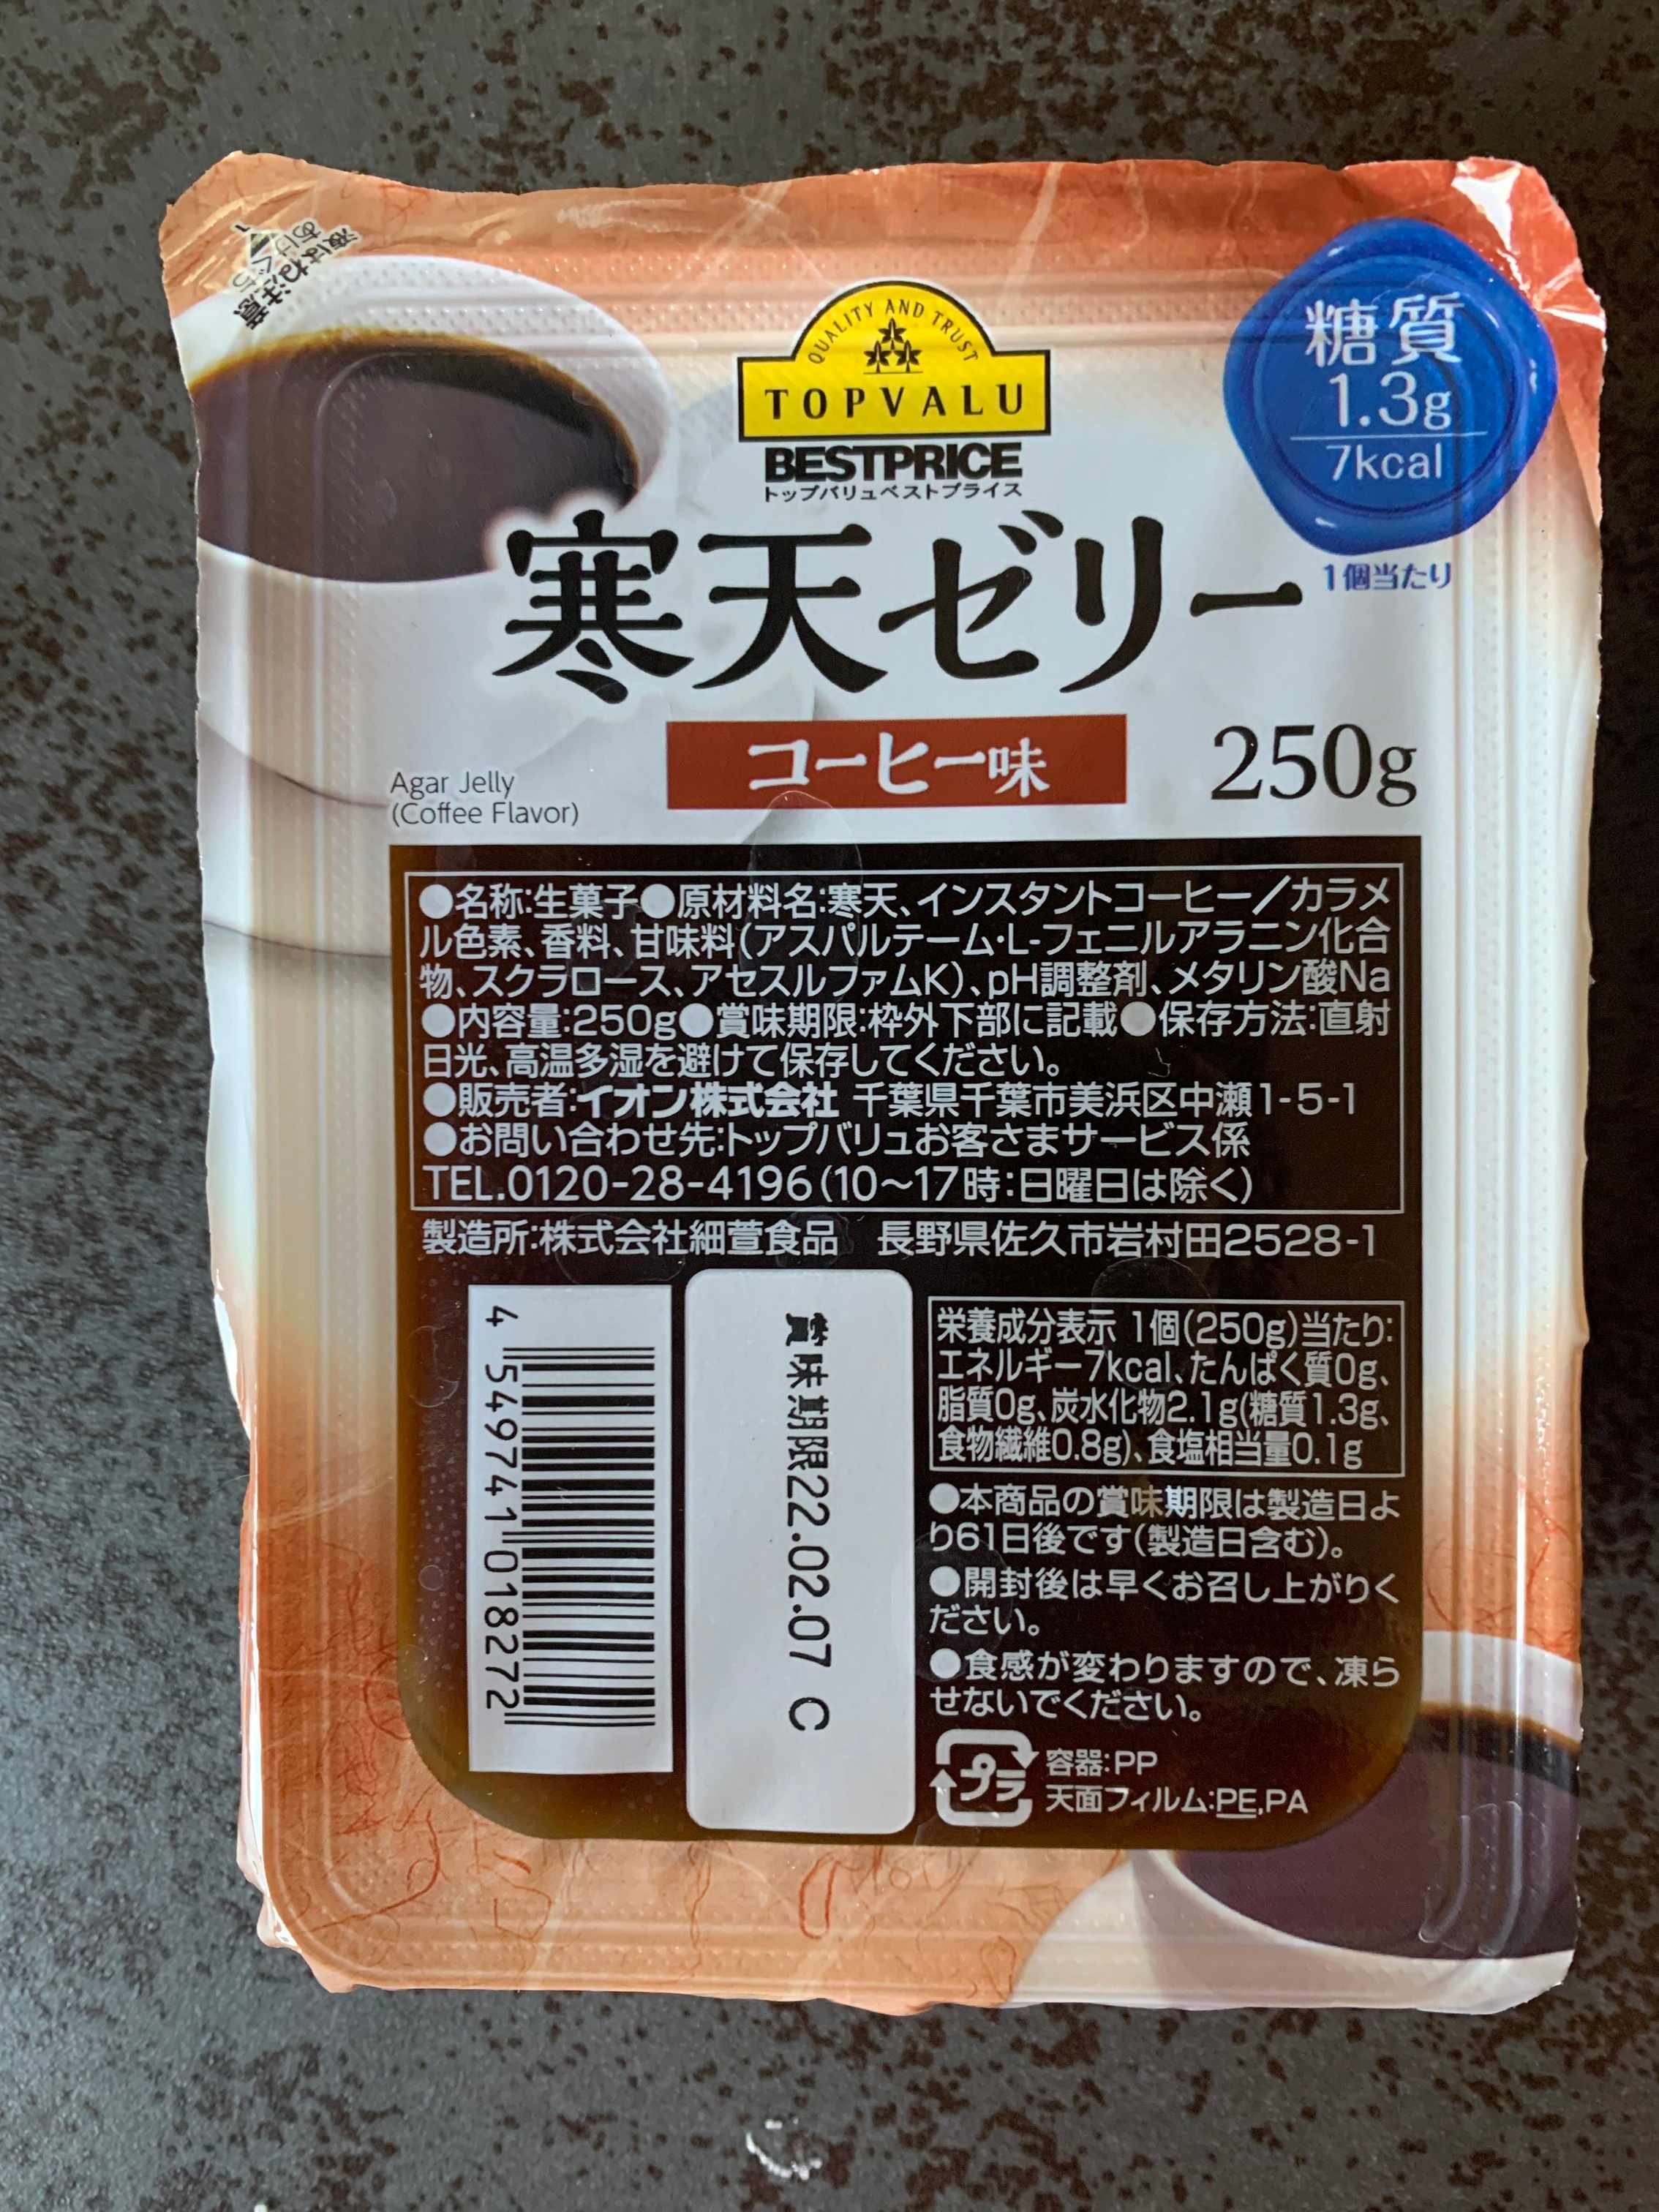 液はね注意
あけぐち
QUALITY AND TRUST
TOPVALU
BESTPRICE
トップバリュベストプライス
糖質
1.3g
7kcal
1個当たり
寒天ゼリー
コーヒー味
250g
Agar Jelly
(Coffee Flavor)
●名称:生菓子●原材料名:寒天、インスタントコーヒー/カラメ
ル色素、香料、甘味料(アスパルテーム・L-フェニルアラニン化合
物、スクラロース、アセスルファムK)、pH調整剤、メタリン酸Na
●内容量:250g●賞味期限:枠外下部に記載●保存方法:直射
日光、高温多湿を避けて保存してください。
●販売者:イオン株式会社 千葉県千葉市美浜区中瀬1-5-1
●お問い合わせ先:トップバリュお客さまサービス係
TEL.0120-28-4196(10〜17時:日曜日は除く)
製造所:株式会社細萱食品 長野県佐久市岩村田2528-1
4 549741 018272
賞味期限22.02.07 C
栄養成分表示 1個(250g)当たり:
エネルギー7kcal、たんぱく質0g、
脂質0g、炭水化物2.1g(糖質1.3g、
食物繊維0.8g)、食塩相当量0.1g
●本商品の賞味期限は製造日よ
り61日後です(製造日含む)。
●開封後は早くお召し上がりく
ださい。
●食感が変わりますので、凍ら
せないでください。
プラ
容器:PP
天面フィルム:PE,PA